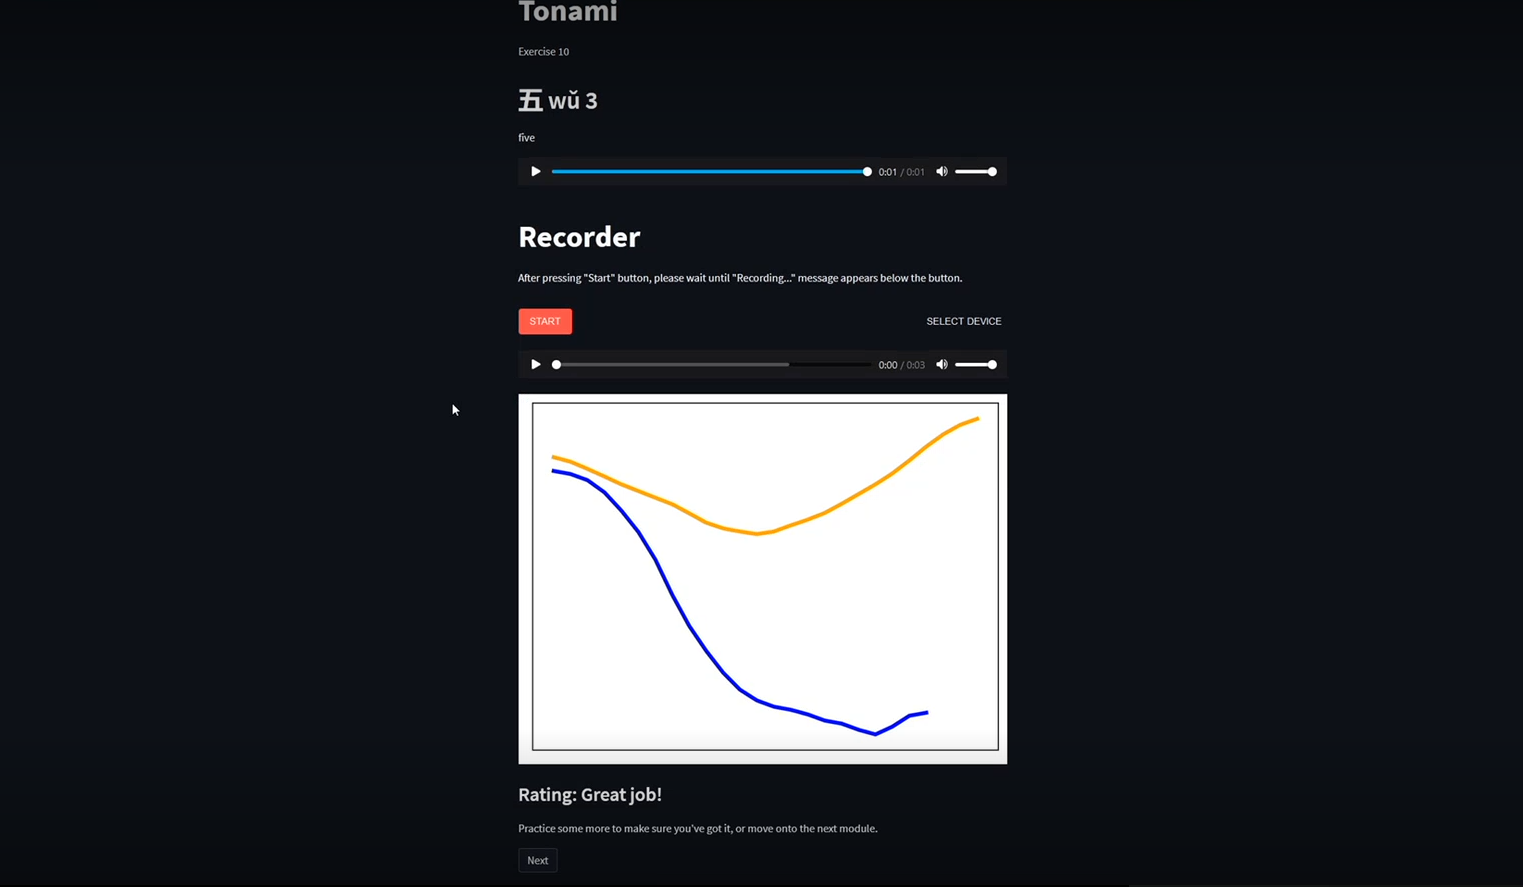 Tonami
Exercise 10
五 wǔ 3
five
0:01 / 0:01
Recorder
After pressing "Start" button, please wait until "Recording..." message appears below the button.
START
SELECT DEVICE
0:00 / 0:03
Rating: Great job!
Practice some more to make sure you've got it, or move onto the next module.
Next